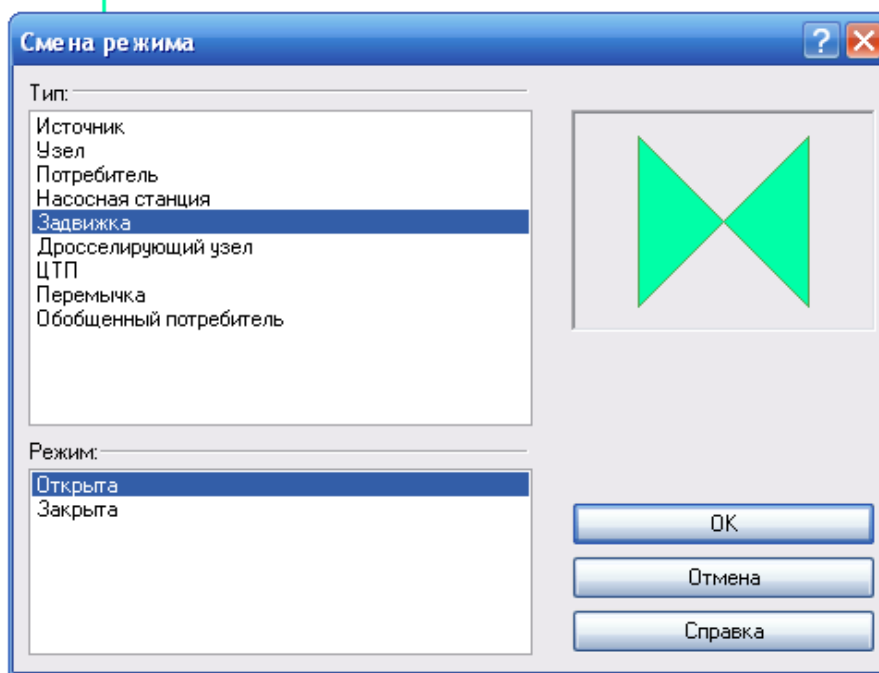 Смена режима
Тип:
Источник
Узел
Потребитель
Насосная станция
Задвижка
Дросселирующий узел
ЦТП
Перемычка
Обобщенный потребитель
Режим:
Открыта
Закрыта
OK
Отмена
Справка